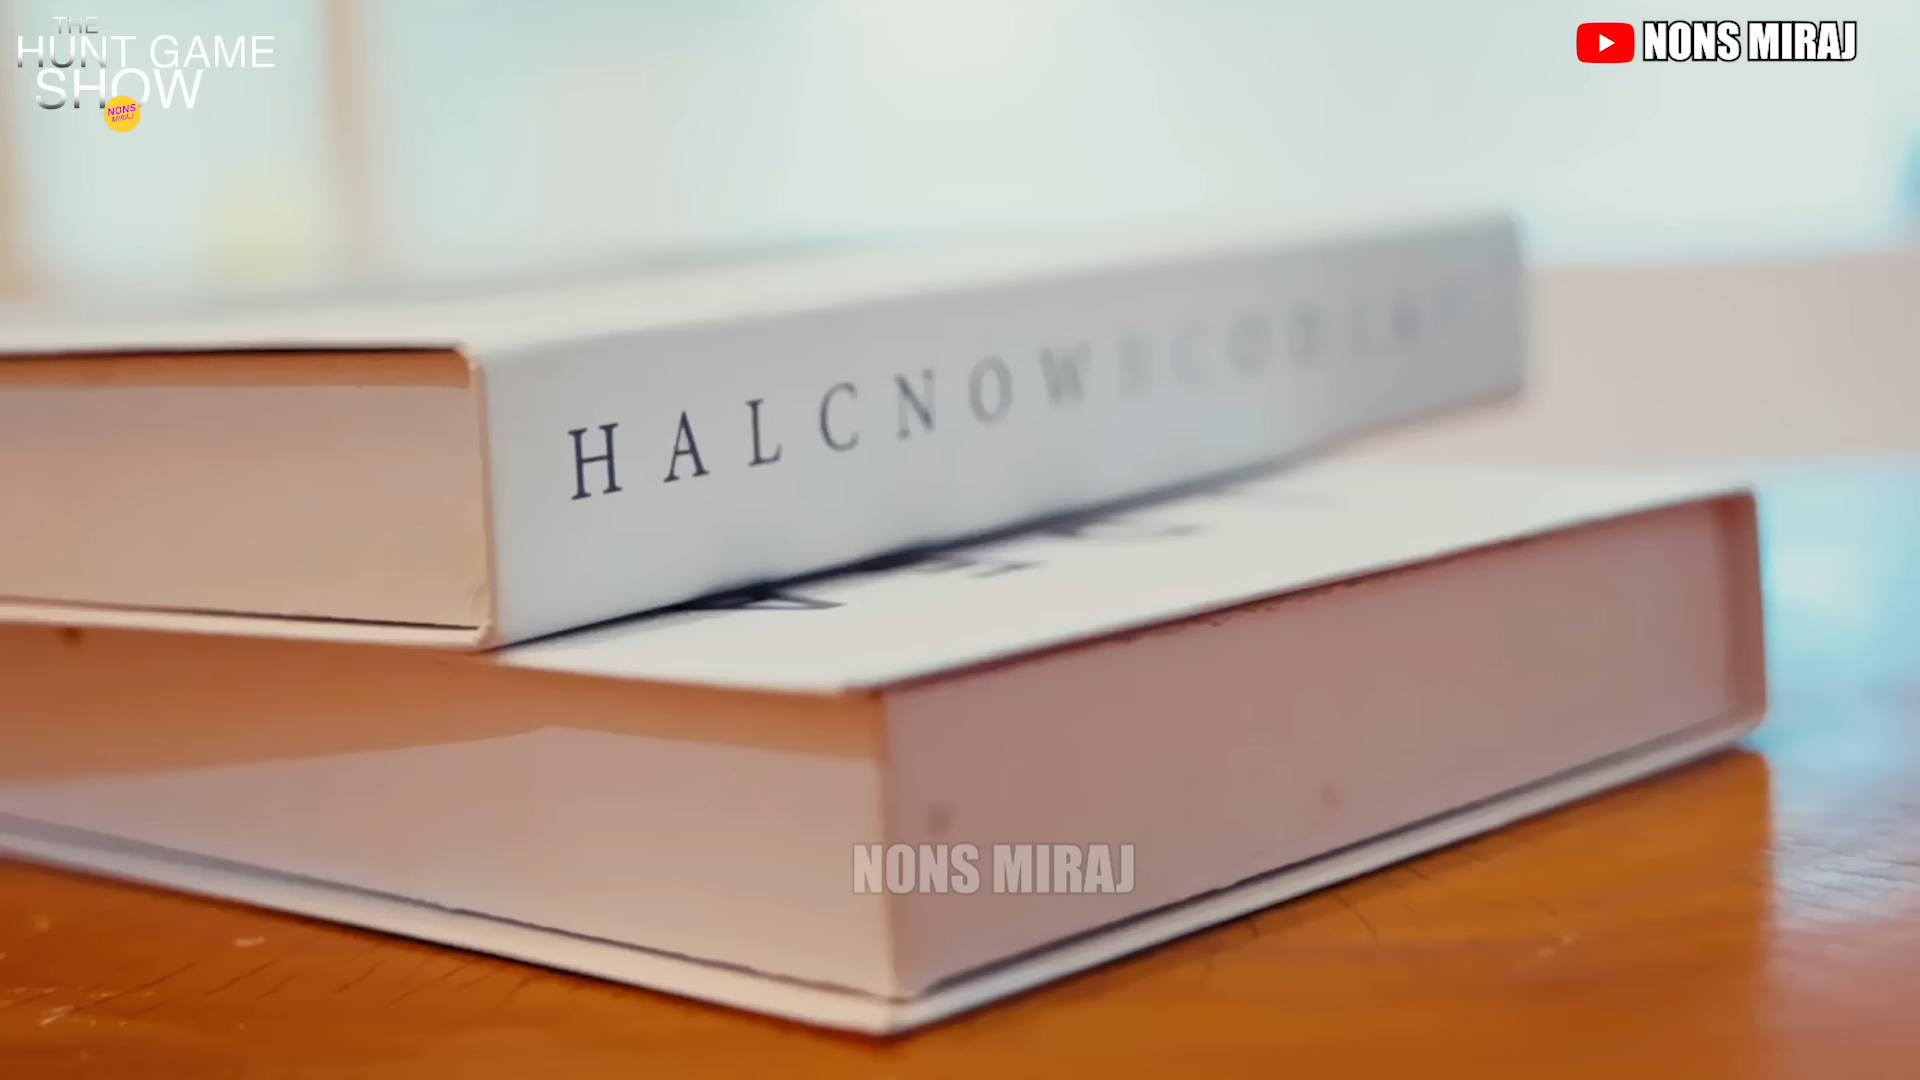 THE
HUNT GAME
SHOW
NONS
MIRAJ
NONS MIRAJ
HALCNOW
NONS MIRAJ